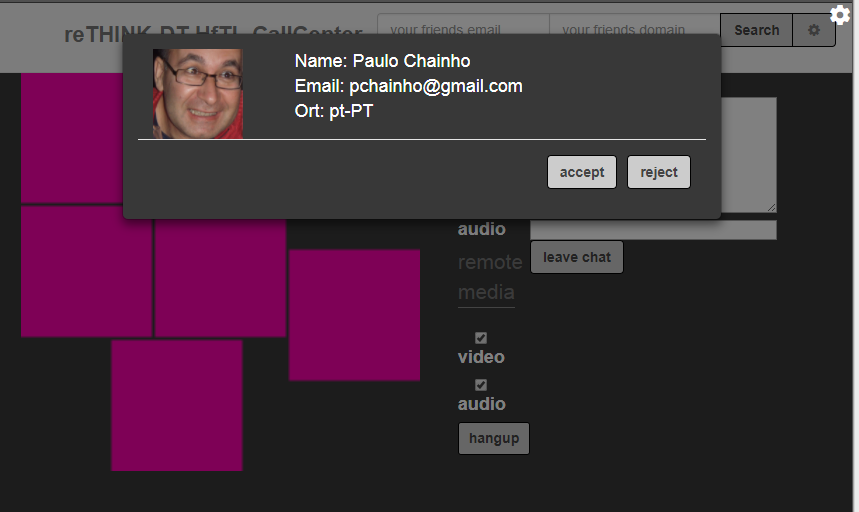 reTHINK-DT-HfTL-CallCenter
your friends email
your friends domain
Search
Name: Paulo Chainho
Email: pchainho@gmail.com
Ort: pt-PT
accept
reject
audio
remote
media
leave chat
video
audio
hangup